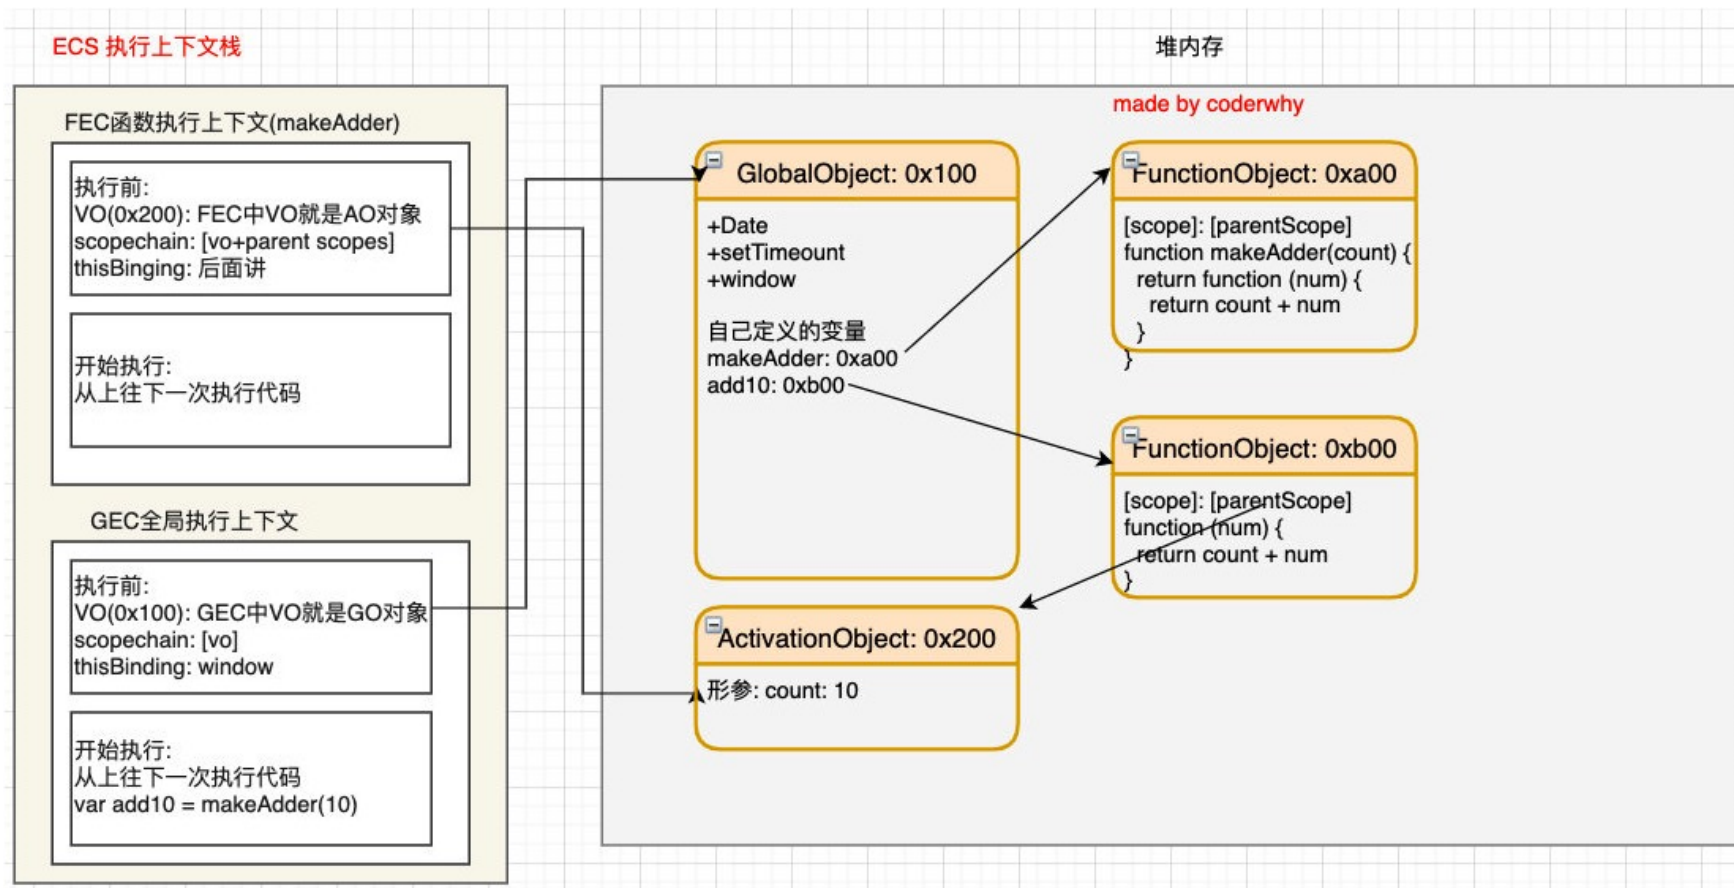 ECS 执行上下文栈
堆内存
made by coderwhy
FEC函数执行上下文(makeAdder)
执行前:
VO(0x200): FEC中VO就是AO对象
scopechain: [vo+parent scopes]
thisBinging: 后面讲
开始执行:
从上往下一次执行代码
GEC全局执行上下文
执行前:
VO(0x100): GEC中VO就是GO对象
scopechain: [vo]
thisBinding: window
开始执行:
从上往下一次执行代码
var add10 = makeAdder(10)
GlobalObject: 0x100
+Date
+setTimeount
+window
自己定义的变量
makeAdder: 0xa00
add10: 0xb00
ActivationObject: 0x200
形参: count: 10
FunctionObject: 0xa00
[scope]: [parentScope]
function makeAdder(count) {
return function (num) {
return count + num
}
}
FunctionObject: 0xb00
[scope]: [parentScope]
function (num) {
return count + num
}